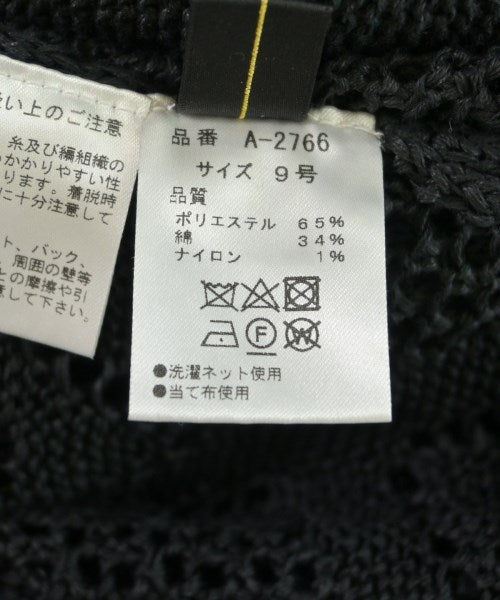 い上のご注意
糸及び編組織の
かかりやすい性
ります。着脱時
に十分注意して
ト、バック、
周囲の壁等
との摩擦や引
意して下さい。
品番 A-2766
サイズ 9号
品質
ポリエステル 65%
綿 34%
ナイロン 1%
F W
●洗濯ネット使用
●当て布使用